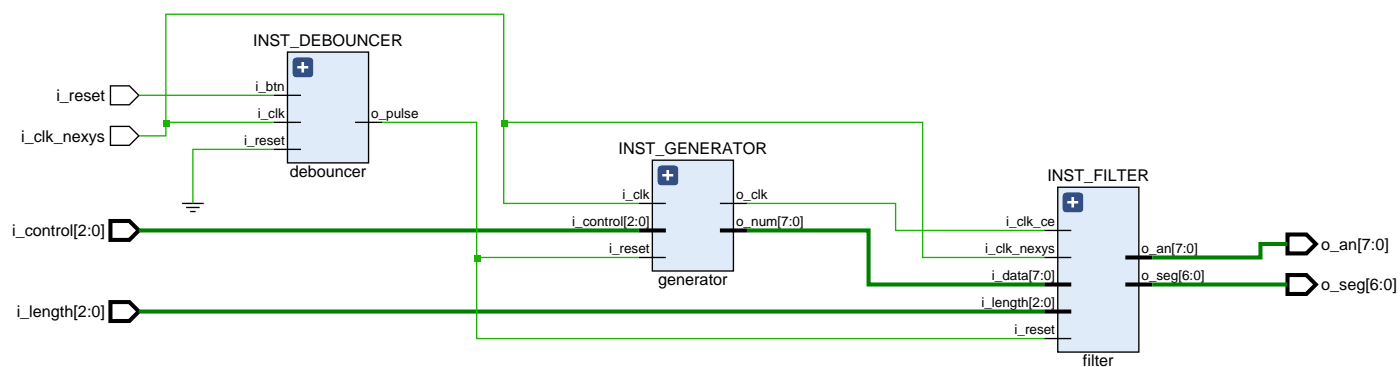 INST_DEBOUNCER
i_reset
i_btn
i_clk
o_pulse
i_clk_nexys
i_reset
debouncer
INST_GENERATOR
INST_FILTER
i_clk
o_clk
i_control[2:0]
i_control[2:0]
o_num[7:0]
i_reset
generator
i_clk_ce
i_clk_nexys
o_an[7:0]
o_an[7:0]
i_data[7:0]
o_seg[6:0]
o_seg[6:0]
i_length[2:0]
i_length[2:0]
i_reset
filter